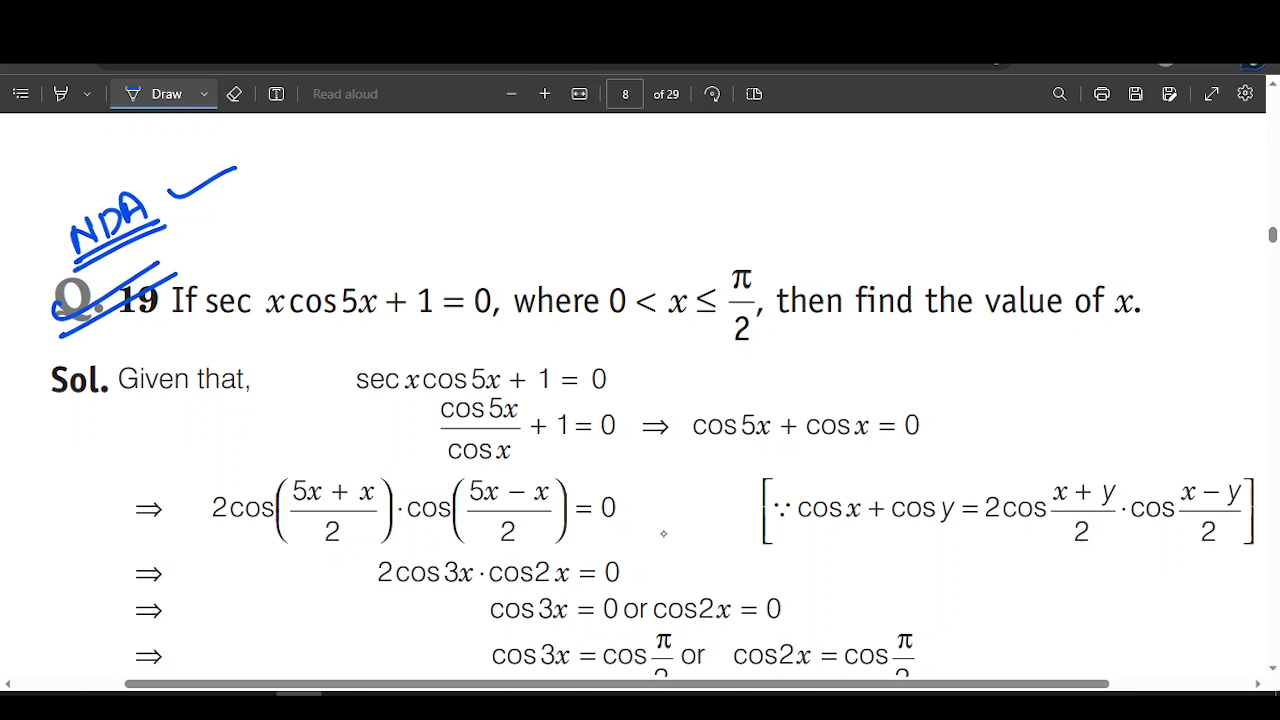 Draw
Read aloud
8 of 29
NDA
Q. 19 If sec x cos 5x + 1 = 0, where 0 < x ≤ π/2, then find the value of x.
Sol. Given that, sec x cos 5x + 1 = 0
cos 5x/cos x + 1 = 0 ⇒ cos 5x + cos x = 0
⇒ 2cos((5x + x)/2)·cos((5x − x)/2) = 0 [∵ cos x + cos y = 2cos (x + y)/2 · cos (x − y)/2]
⇒ 2cos 3x·cos 2x = 0
⇒ cos 3x = 0 or cos 2x = 0
⇒ cos 3x = cos π/2 or cos 2x = cos π/2